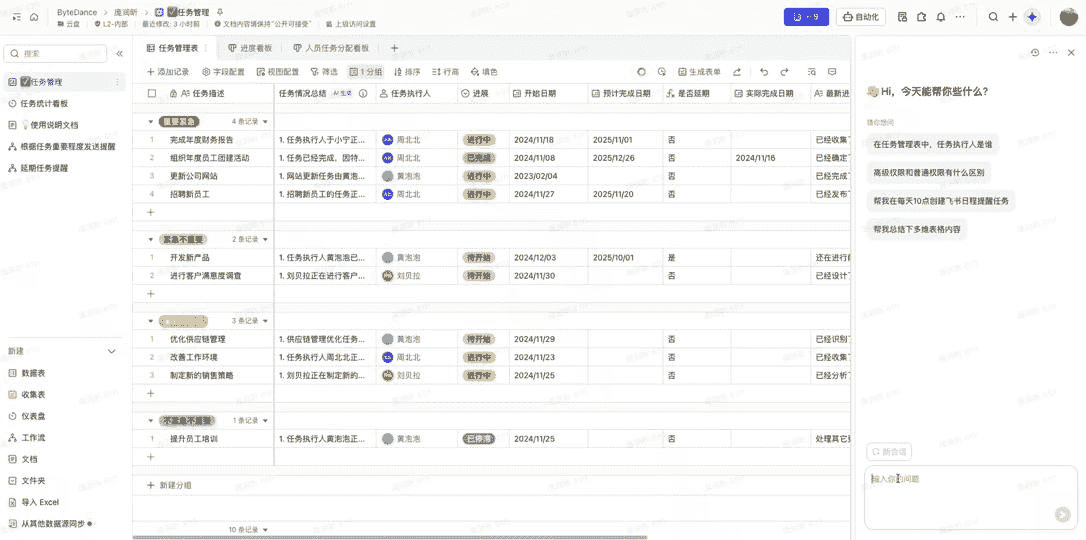 ByteDance > 庞润昕 > 任务管理
云盘 L2-内部 最近修改: 3 小时前 文档内容请保持"公开可接受" 上级访问设置
9 自动化
搜索
任务管理
任务统计看板
使用说明文档
根据任务重要程度发送提醒
延期任务提醒
新建
数据表
收集表
仪表盘
工作流
文档
文件夹
导入 Excel
从其他数据源同步
任务管理表 进度看板 人员任务分配看板
添加记录 字段配置 视图配置 筛选 1 分组 排序 行高 填色 生成表单
任务描述 任务情况总结 任务执行人 进展 开始日期 预计完成日期 是否延期 实际完成日期 最新进
重要紧急 4 条记录
1 完成年度财务报告 1. 任务执行人于小宁正... 周北北 进行中 2024/11/18 2025/11/01 否 已经收集了
2 组织年度员工团建活动 1. 任务已经完成，因特... 周北北 已完成 2024/11/08 2025/12/26 否 2024/11/16 已经确定了
3 更新公司网站 1. 网站更新任务由黄泡... 黄泡泡 进行中 2023/02/04 否 已经完成了
4 招聘新员工 1. 招聘新员工的任务正... 周北北 进行中 2024/11/27 2025/11/20 否 已经发布了
紧急不重要 2 条记录
1 开发新产品 1. 任务执行人黄泡泡已... 黄泡泡 待开始 2024/12/03 2025/10/01 是 还在进行
2 进行客户满意度调查 1. 刘贝拉正在进行客户... 刘贝拉 待开始 2024/11/30 否 已经设计了
3 条记录
1 优化供应链管理 1. 供应链管理优化任务... 黄泡泡 待开始 2024/11/29 否 已经识别了
2 改善工作环境 1. 任务执行人周北北正... 周北北 进行中 2024/11/23 否 已经收集了
3 制定新的销售策略 1. 刘贝拉正在制定新的... 刘贝拉 进行中 2024/11/25 否 已经分析了
不紧急不重要 1 条记录
1 提升员工培训 1. 任务执行人黄泡泡正... 黄泡泡 已停滞 2024/11/25 否 处理其它
新建分组
10 条记录
Hi，今天能帮你些什么？
猜你想问
在任务管理表中，任务执行人是谁
高级权限和普通权限有什么区别
帮我在每天10点创建飞书日程提醒任务
帮我总结下多维表格内容
新会话
输入你的问题